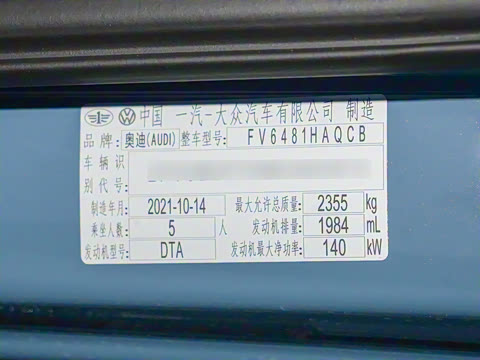 中国 一汽-大众汽车有限公司 制造
品牌: 奥迪(AUDI) 整车型号: FV6481HAQCB
车辆识
别代号:
制造年月: 2021-10-14 最大允许总质量: 2355 kg
乘坐人数: 5 人 发动机排量: 1984 mL
发动机型号: DTA 发动机最大净功率: 140 kW